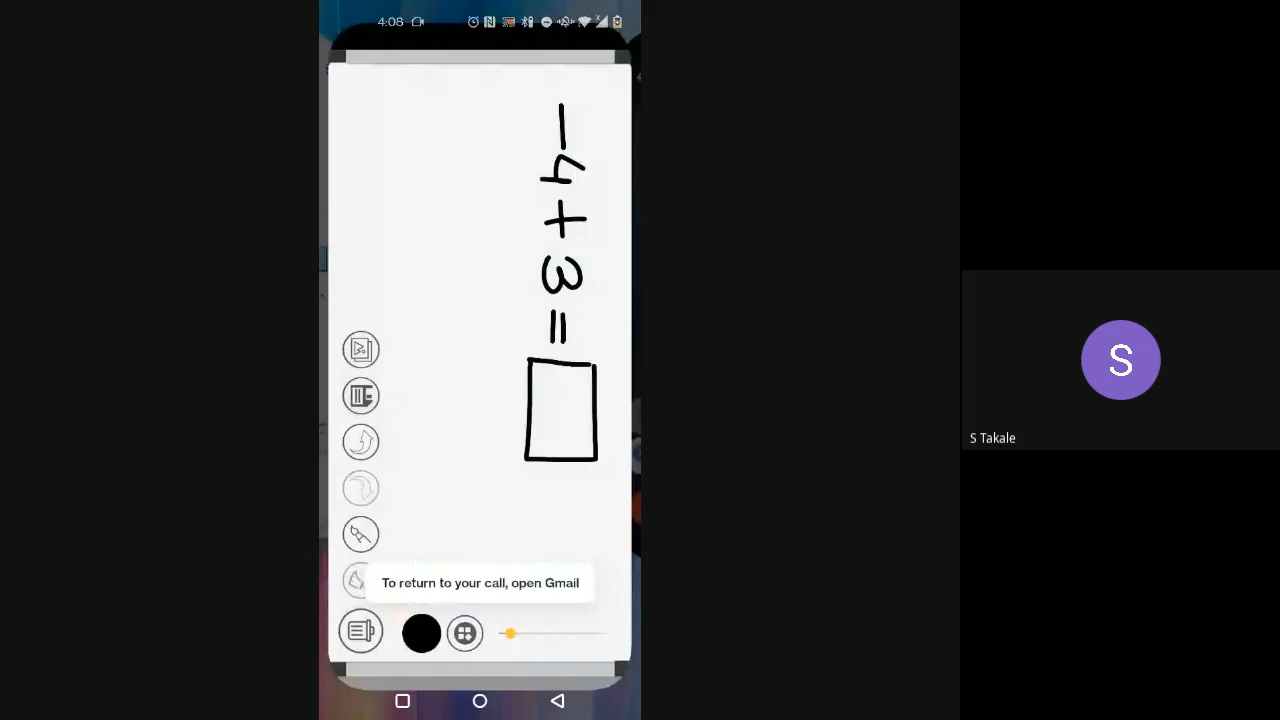 4:08
-4+3=
To return to your call, open Gmail
S
S Takale